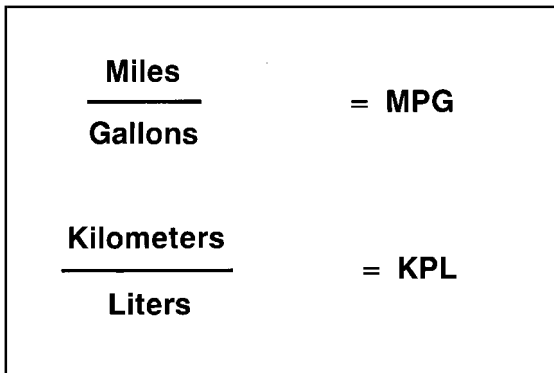 Miles
= MPG
Gallons
Kilometers
= KPL
Liters